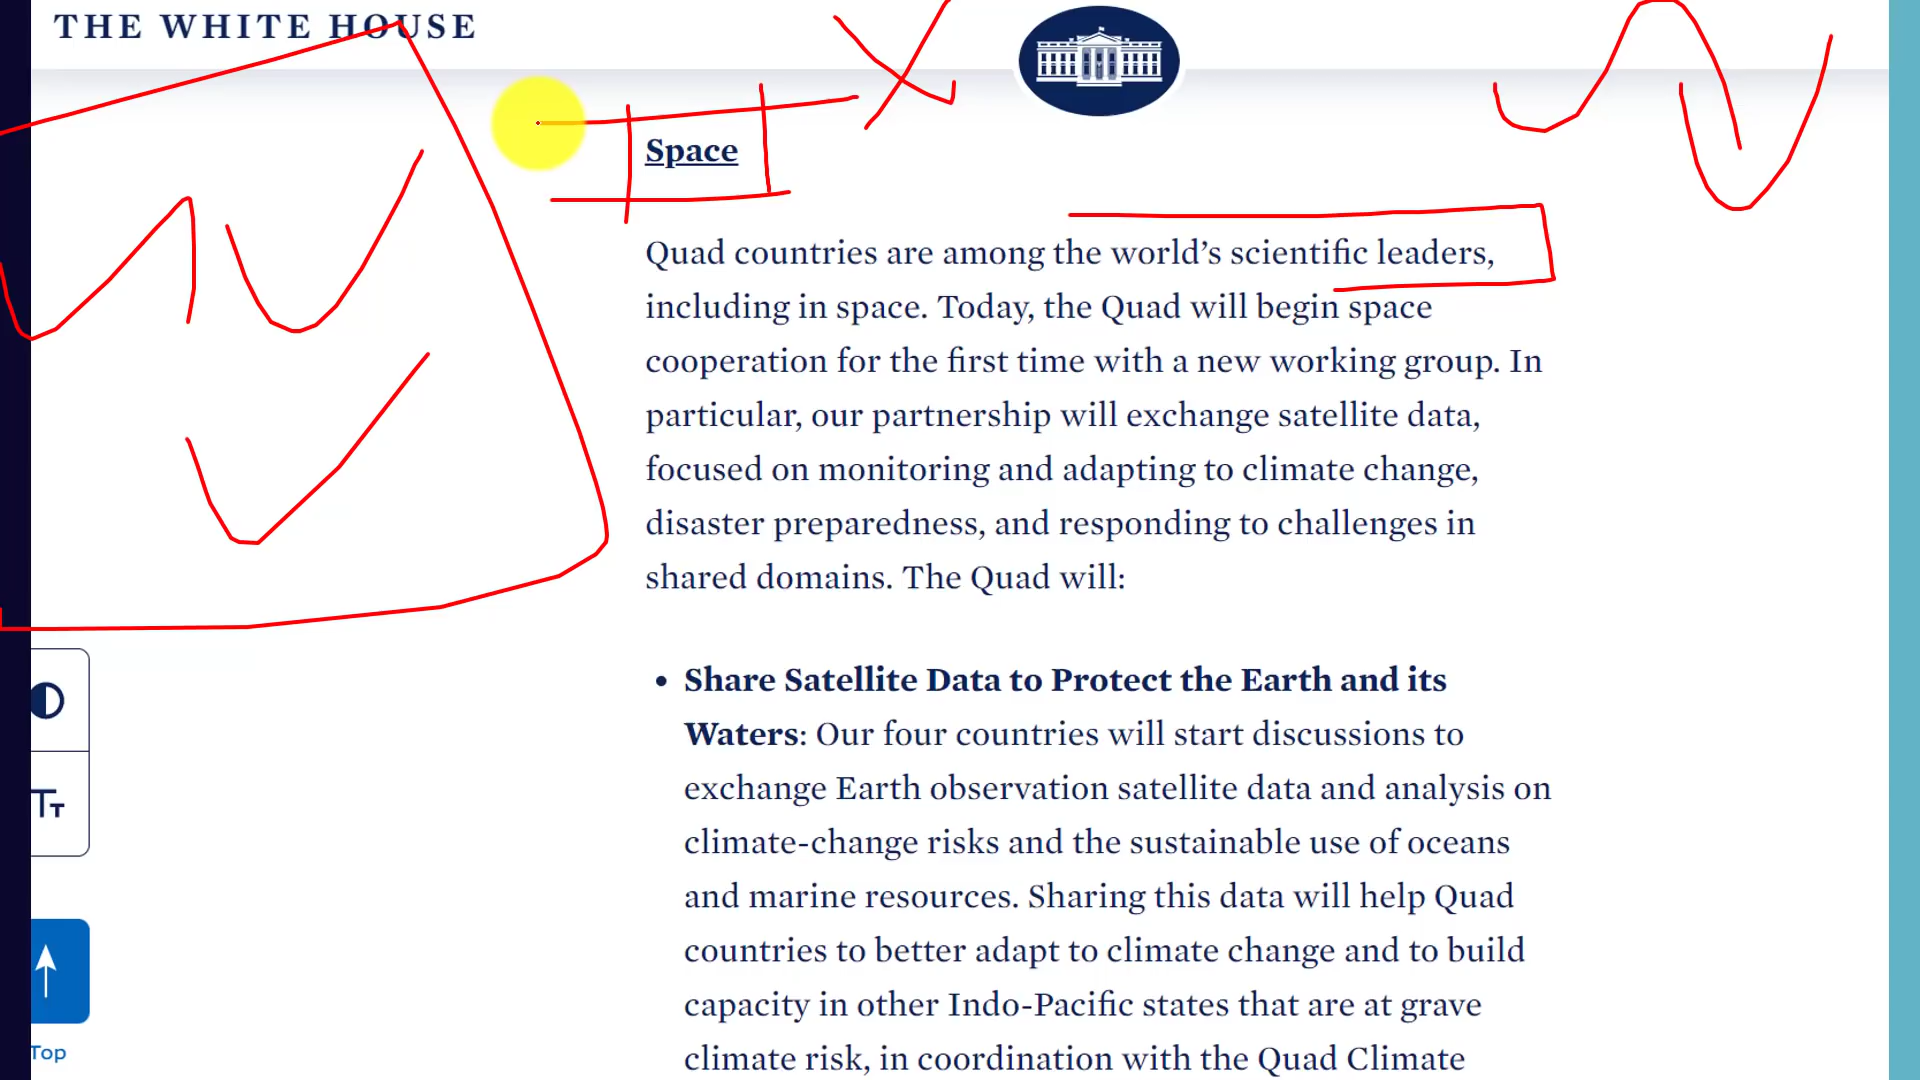 THE WHITE HOUSE
Space
Quad countries are among the world’s scientific leaders,
including in space. Today, the Quad will begin space
cooperation for the first time with a new working group. In
particular, our partnership will exchange satellite data,
focused on monitoring and adapting to climate change,
disaster preparedness, and responding to challenges in
shared domains. The Quad will:
• Share Satellite Data to Protect the Earth and its
Waters: Our four countries will start discussions to
exchange Earth observation satellite data and analysis on
climate-change risks and the sustainable use of oceans
and marine resources. Sharing this data will help Quad
countries to better adapt to climate change and to build
capacity in other Indo-Pacific states that are at grave
climate risk, in coordination with the Quad Climate
TT
Top